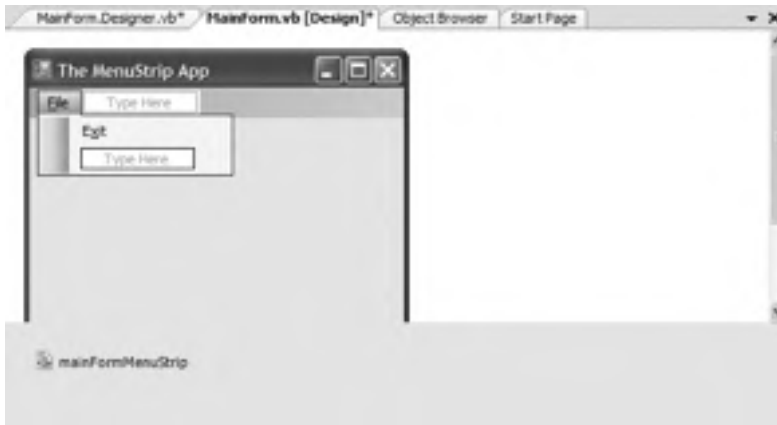 MainForm.Designer.vb* MainForm.vb [Design]* Object Browser Start Page
The MenuStrip App
File Type Here
Exit
Type Here
mainFormMenuStrip